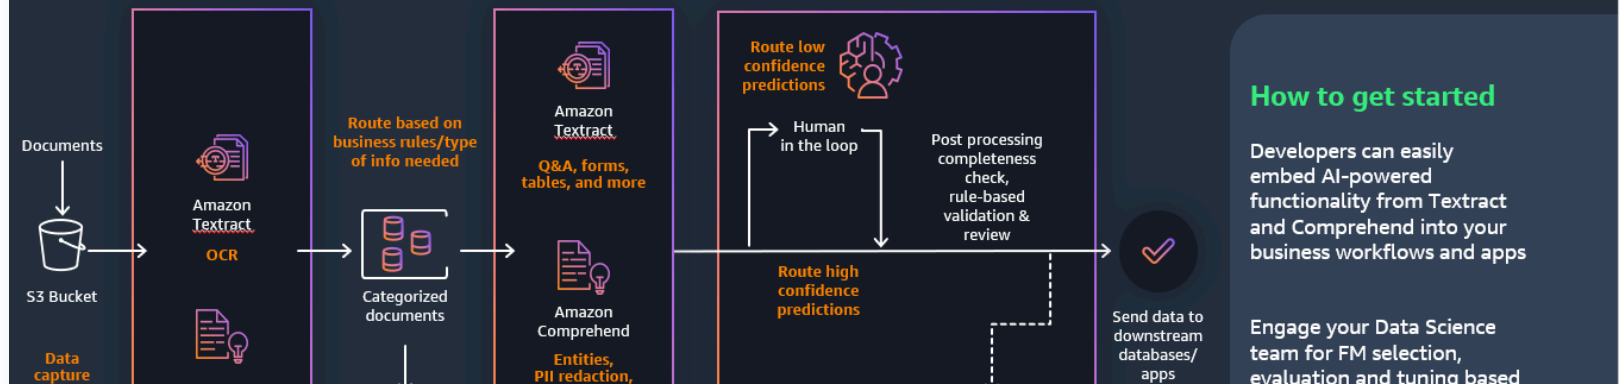 Documents
S3 Bucket
Data
capture
Amazon
Textract
OCR
Route based on
business rules/type
of info needed
Categorized
documents
Amazon
Textract
Q&A, forms,
tables, and more
Amazon
Comprehend
Entities,
PII redaction,
Route low
confidence
predictions
Human
in the loop
Route high
confidence
predictions
Post processing
completeness
check,
rule-based
validation &
review
Send data to
downstream
databases/
apps
How to get started
Developers can easily
embed AI-powered
functionality from Textract
and Comprehend into your
business workflows and apps
Engage your Data Science
team for FM selection,
evaluation and tuning based